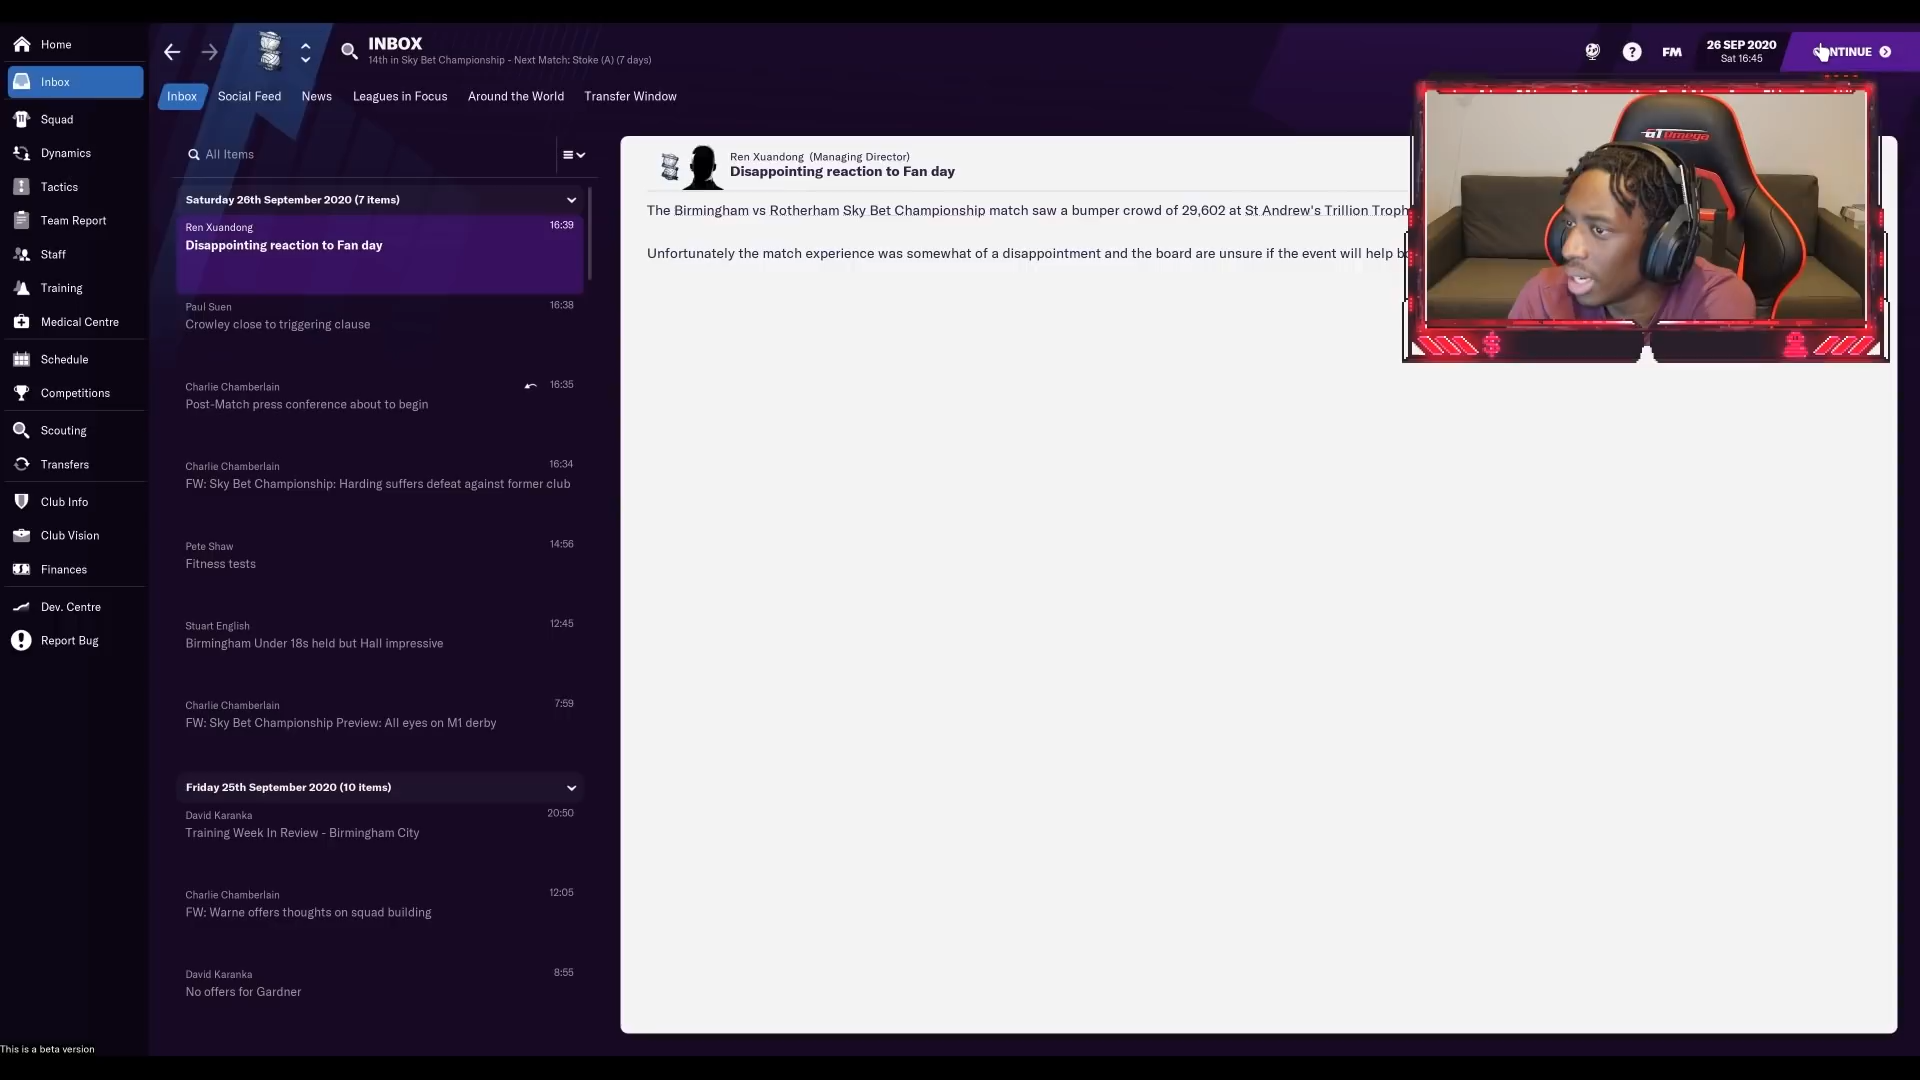 Home
Inbox
Squad
Dynamics
Tactics
Team Report
Staff
Training
Medical Centre
Schedule
Competitions
Scouting
Transfers
Club Info
Club Vision
Finances
Dev. Centre
Report Bug
This is a beta version
INBOX
14th in Sky Bet Championship - Next Match: Stoke (A) (7 days)
FM
26 SEP 2020
Sat 16:45
Inbox Social Feed News Leagues in Focus Around the World Transfer Window
All Items
Saturday 26th September 2020 (7 items)
Ren Xuandong 16:39
Disappointing reaction to Fan day
Paul Suen 16:38
Crowley close to triggering clause
Charlie Chamberlain 16:35
Post-Match press conference about to begin
Charlie Chamberlain 16:34
FW: Sky Bet Championship: Harding suffers defeat against former club
Pete Shaw 14:56
Fitness tests
Stuart English 12:45
Birmingham Under 18s held but Hall impressive
Charlie Chamberlain 7:59
FW: Sky Bet Championship Preview: All eyes on M1 derby
Friday 25th September 2020 (10 items)
David Karanka 20:50
Training Week In Review - Birmingham City
Charlie Chamberlain 12:05
FW: Warne offers thoughts on squad building
David Karanka 8:55
No offers for Gardner
Ren Xuandong (Managing Director)
Disappointing reaction to Fan day
The Birmingham vs Rotherham Sky Bet Championship match saw a bumper crowd of 29,602 at St Andrew's Trillion
Unfortunately the match experience was somewhat of a disappointment and the board are unsure if the event will help
GT Omega